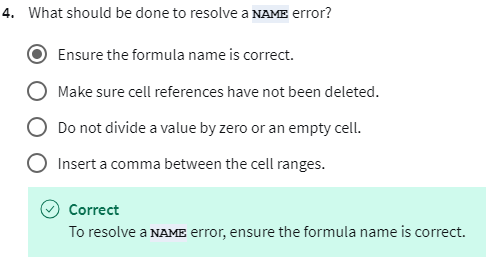 4. What should be done to resolve a NAME error?
Ensure the formula name is correct.
Make sure cell references have not been deleted.
Do not divide a value by zero or an empty cell.
Insert a comma between the cell ranges.
Correct
To resolve a NAME error, ensure the formula name is correct.